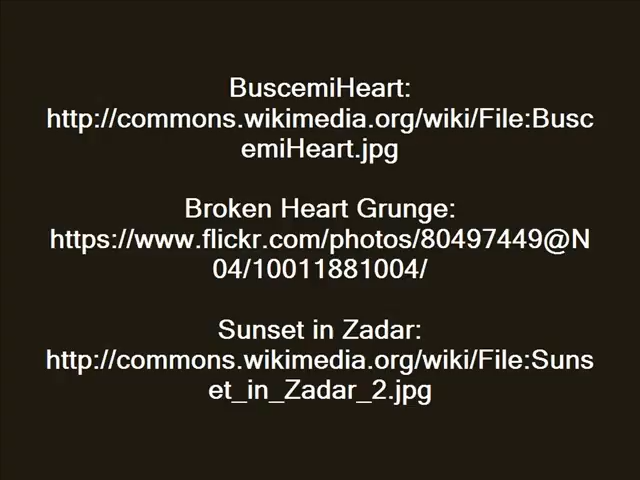 BuscemiHeart:
http://commons.wikimedia.org/wiki/File:Busc
emiHeart.jpg
Broken Heart Grunge:
https://www.flickr.com/photos/80497449@N
04/10011881004/
Sunset in Zadar:
http://commons.wikimedia.org/wiki/File:Suns
et_in_Zadar_2.jpg